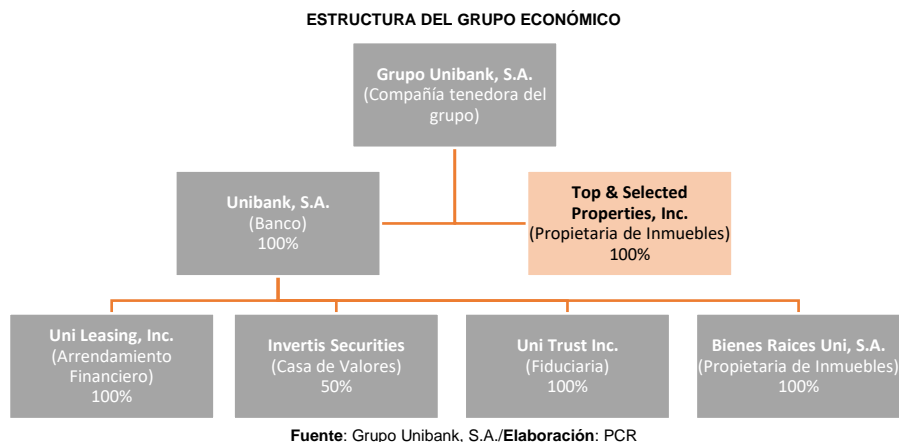 ESTRUCTURA DEL GRUPO ECONÓMICO
Grupo Unibank, S.A.
(Compañía tenedora del
grupo)
Unibank, S.A.
(Banco)
100%
Top & Selected
Properties, Inc.
(Propietaria de Inmuebles)
100%
Uni Leasing, Inc.
(Arrendamiento
Financiero)
100%
Invertis Securities
(Casa de Valores)
50%
Uni Trust Inc.
(Fiduciaria)
100%
Bienes Raices Uni, S.A.
(Propietaria de Inmuebles)
100%
Fuente: Grupo Unibank, S.A./Elaboración: PCR